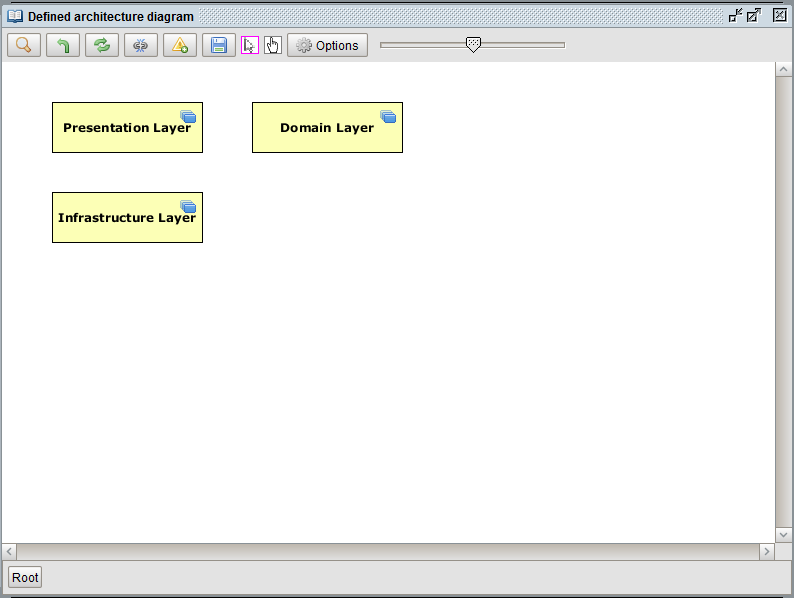 Defined architecture diagram
Options
Presentation Layer
Domain Layer
Infrastructure Layer
Root